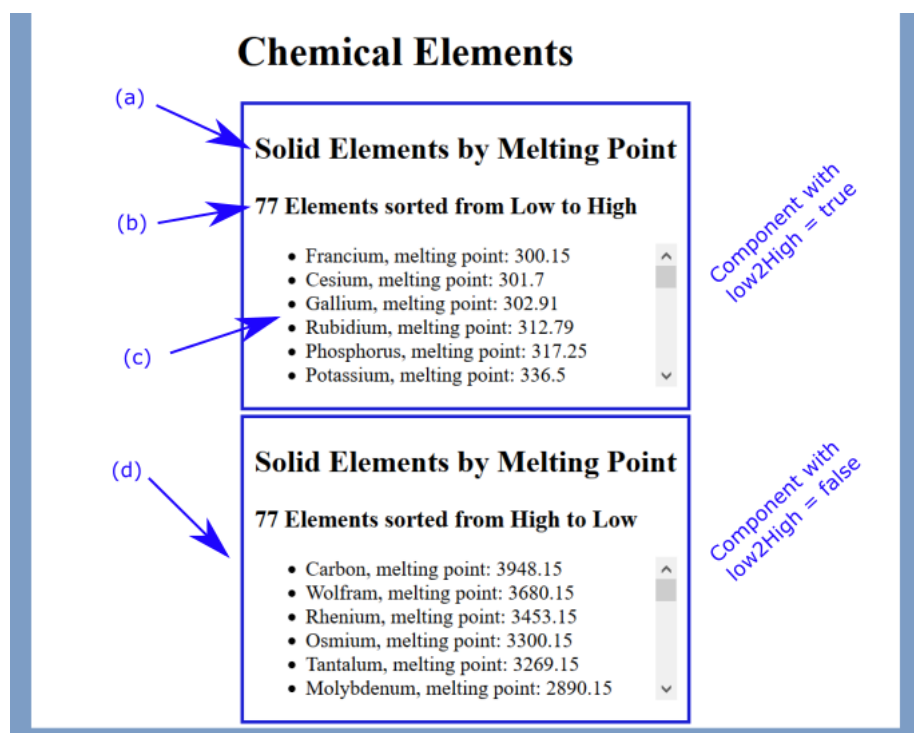 Chemical Elements
(a)
Solid Elements by Melting Point
(b)
77 Elements sorted from Low to High
(c)
• Francium, melting point: 300.15
• Cesium, melting point: 301.7
• Gallium, melting point: 302.91
• Rubidium, melting point: 312.79
• Phosphorus, melting point: 317.25
• Potassium, melting point: 336.5
Component with
low2High = true
(d)
Solid Elements by Melting Point
77 Elements sorted from High to Low
• Carbon, melting point: 3948.15
• Wolfram, melting point: 3680.15
• Rhenium, melting point: 3453.15
• Osmium, melting point: 3300.15
• Tantalum, melting point: 3269.15
• Molybdenum, melting point: 2890.15
Component with
low2High = false